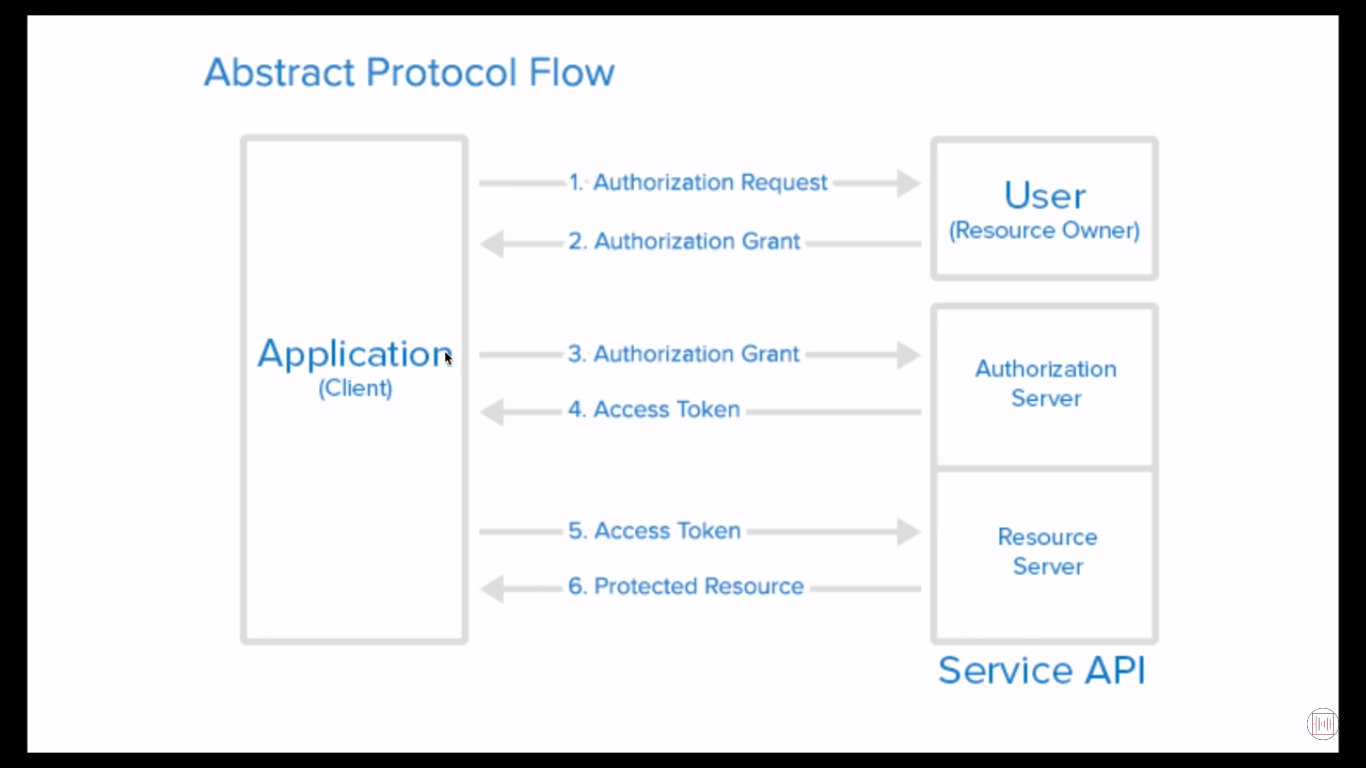 Abstract Protocol Flow
1. Authorization Request
User
(Resource Owner)
2. Authorization Grant
Application
(Client)
3. Authorization Grant
Authorization
Server
4. Access Token
5. Access Token
Resource
Server
6. Protected Resource
Service API